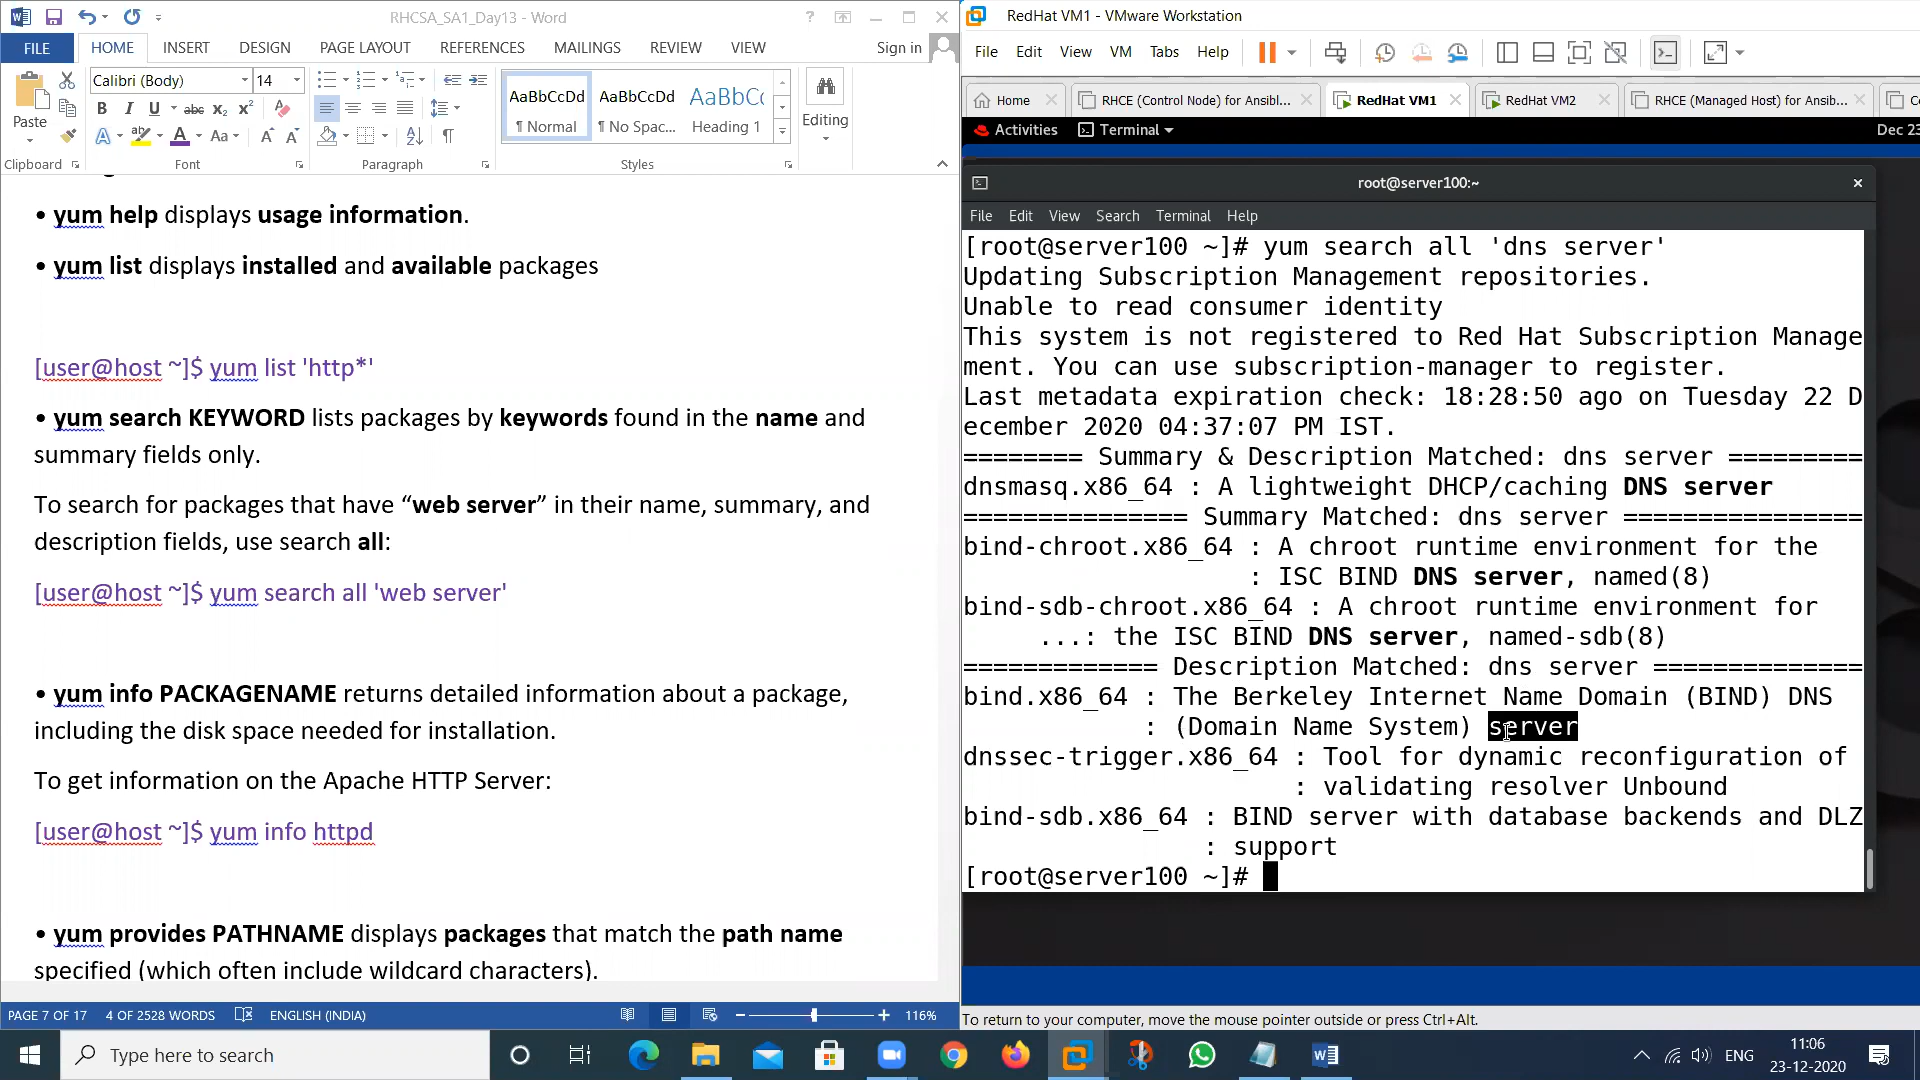 RHCSA_SA1_Day13 - Word
FILE HOME INSERT DESIGN PAGE LAYOUT REFERENCES MAILINGS REVIEW VIEW Sign in
Calibri (Body) 14
Paste
B I U abc X₂ X²
A A Aa A A
AaBbCcDd AaBbCcDd AaBbCc
¶ Normal ¶ No Spac... Heading 1
Editing
Clipboard Font Paragraph Styles
• yum help displays usage information.
• yum list displays installed and available packages
[user@host ~]$ yum list 'http*'
• yum search KEYWORD lists packages by keywords found in the name and
summary fields only.
To search for packages that have “web server” in their name, summary, and
description fields, use search all:
[user@host ~]$ yum search all 'web server'
• yum info PACKAGENAME returns detailed information about a package,
including the disk space needed for installation.
To get information on the Apache HTTP Server:
[user@host ~]$ yum info httpd
• yum provides PATHNAME displays packages that match the path name
specified (which often include wildcard characters).
PAGE 7 OF 17 4 OF 2528 WORDS ENGLISH (INDIA) 116%
RedHat VM1 - VMware Workstation
File Edit View VM Tabs Help
Home RHCE (Control Node) for Ansibl... RedHat VM1 RedHat VM2 RHCE (Managed Host) for Ansib...
Activities Terminal Dec 23
root@server100:~
File Edit View Search Terminal Help
[root@server100 ~]# yum search all 'dns server'
Updating Subscription Management repositories.
Unable to read consumer identity
This system is not registered to Red Hat Subscription Manage
ment. You can use subscription-manager to register.
Last metadata expiration check: 18:28:50 ago on Tuesday 22 D
ecember 2020 04:37:07 PM IST.
======== Summary & Description Matched: dns server =========
dnsmasq.x86_64 : A lightweight DHCP/caching DNS server
=============== Summary Matched: dns server ================
bind-chroot.x86_64 : A chroot runtime environment for the
: ISC BIND DNS server, named(8)
bind-sdb-chroot.x86_64 : A chroot runtime environment for
...: the ISC BIND DNS server, named-sdb(8)
============= Description Matched: dns server ==============
bind.x86_64 : The Berkeley Internet Name Domain (BIND) DNS
: (Domain Name System) server
dnssec-trigger.x86_64 : Tool for dynamic reconfiguration of
: validating resolver Unbound
bind-sdb.x86_64 : BIND server with database backends and DLZ
: support
[root@server100 ~]#
To return to your computer, move the mouse pointer outside or press Ctrl+Alt.
Type here to search
ENG
11:06
23-12-2020